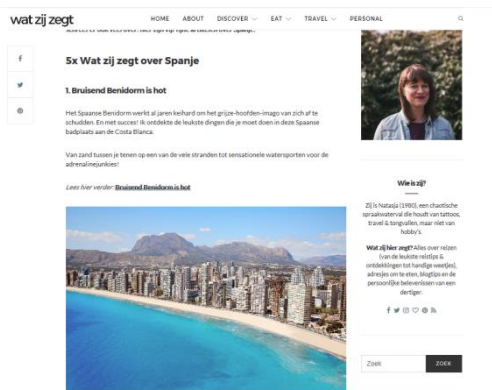 wat zij zegt
HOME ABOUT DISCOVER EAT TRAVEL PERSONAL
5x Wat zij zegt over Spanje
1. Bruisend Benidorm is hot
Het Spaanse Benidorm werkt al jaren keihard om het grijze-hoofden-imago van zich af te
schudden. En met succes! Ik ontdekte de leukste dingen die je moet doen in deze Spaanse
badplaats aan de Costa Blanca.
Van zand tussen je tenen op een van de vele stranden tot sensationele watersporten voor de
adrenalinejunkies!
Lees hier verder: Bruisend Benidorm is hot
Wie is zij?
Zij is Natasja (1980), een chaotische
spraakwaterval die houdt van tattoos,
travel & tongvallen, maar niet van
hobby's.
Wat zij hier zegt? Alles over reizen
(van de leukste reistips &
ontdekkingen tot handige weetjes),
adresjes om te eten, blogtips en de
persoonlijke belevenissen van een
dertiger.
Zoek ZOEK